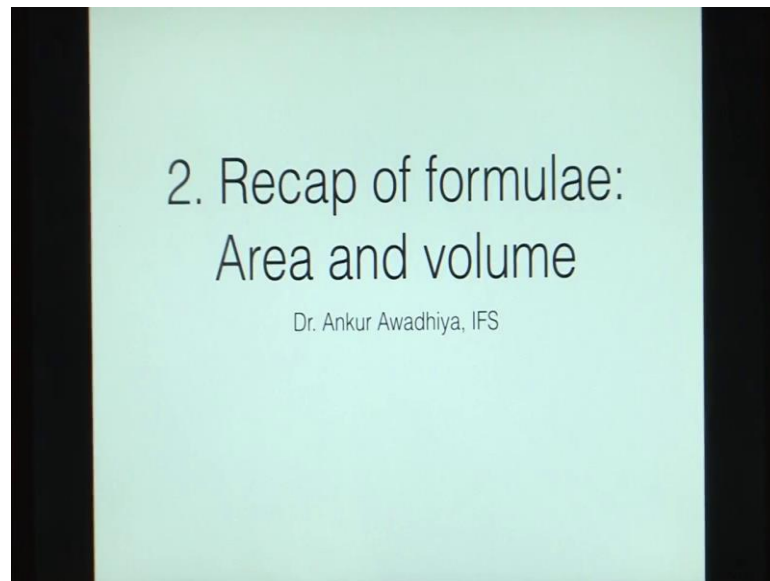 2. Recap of formulae:
Area and volume
Dr. Ankur Awadhiya, IFS